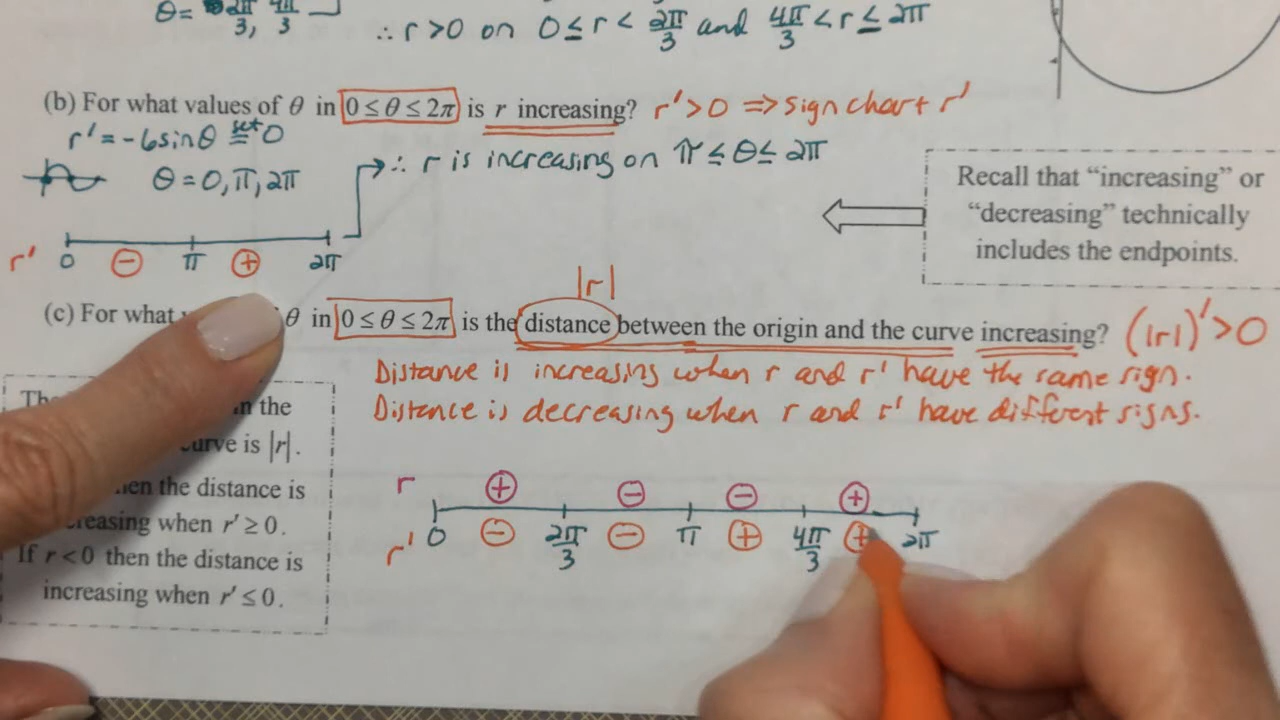 θ = 2π/3, 4π/3
∴ r > 0 on 0 ≤ r < 2π/3 and 4π/3 < r ≤ 2π
(b) For what values of θ in 0 ≤ θ ≤ 2π is r increasing? r' > 0 ⇒ sign chart r'
r' = -6sinθ set = 0
θ = 0, π, 2π
∴ r is increasing on π ≤ θ ≤ 2π
Recall that “increasing” or
“decreasing” technically
includes the endpoints.
r' 0 − π + 2π
|r|
(c) For what θ in 0 ≤ θ ≤ 2π is the distance between the origin and the curve increasing? (|r|)' > 0
Distance is increasing when r and r' have the same sign.
Distance is decreasing when r and r' have different signs.
in the
curve is |r|.
then the distance is
when r' ≥ 0.
If r < 0 then the distance is
increasing when r' ≤ 0.
r + − − +
r' 0 − 2π/3 − π + 4π/3 + 2π